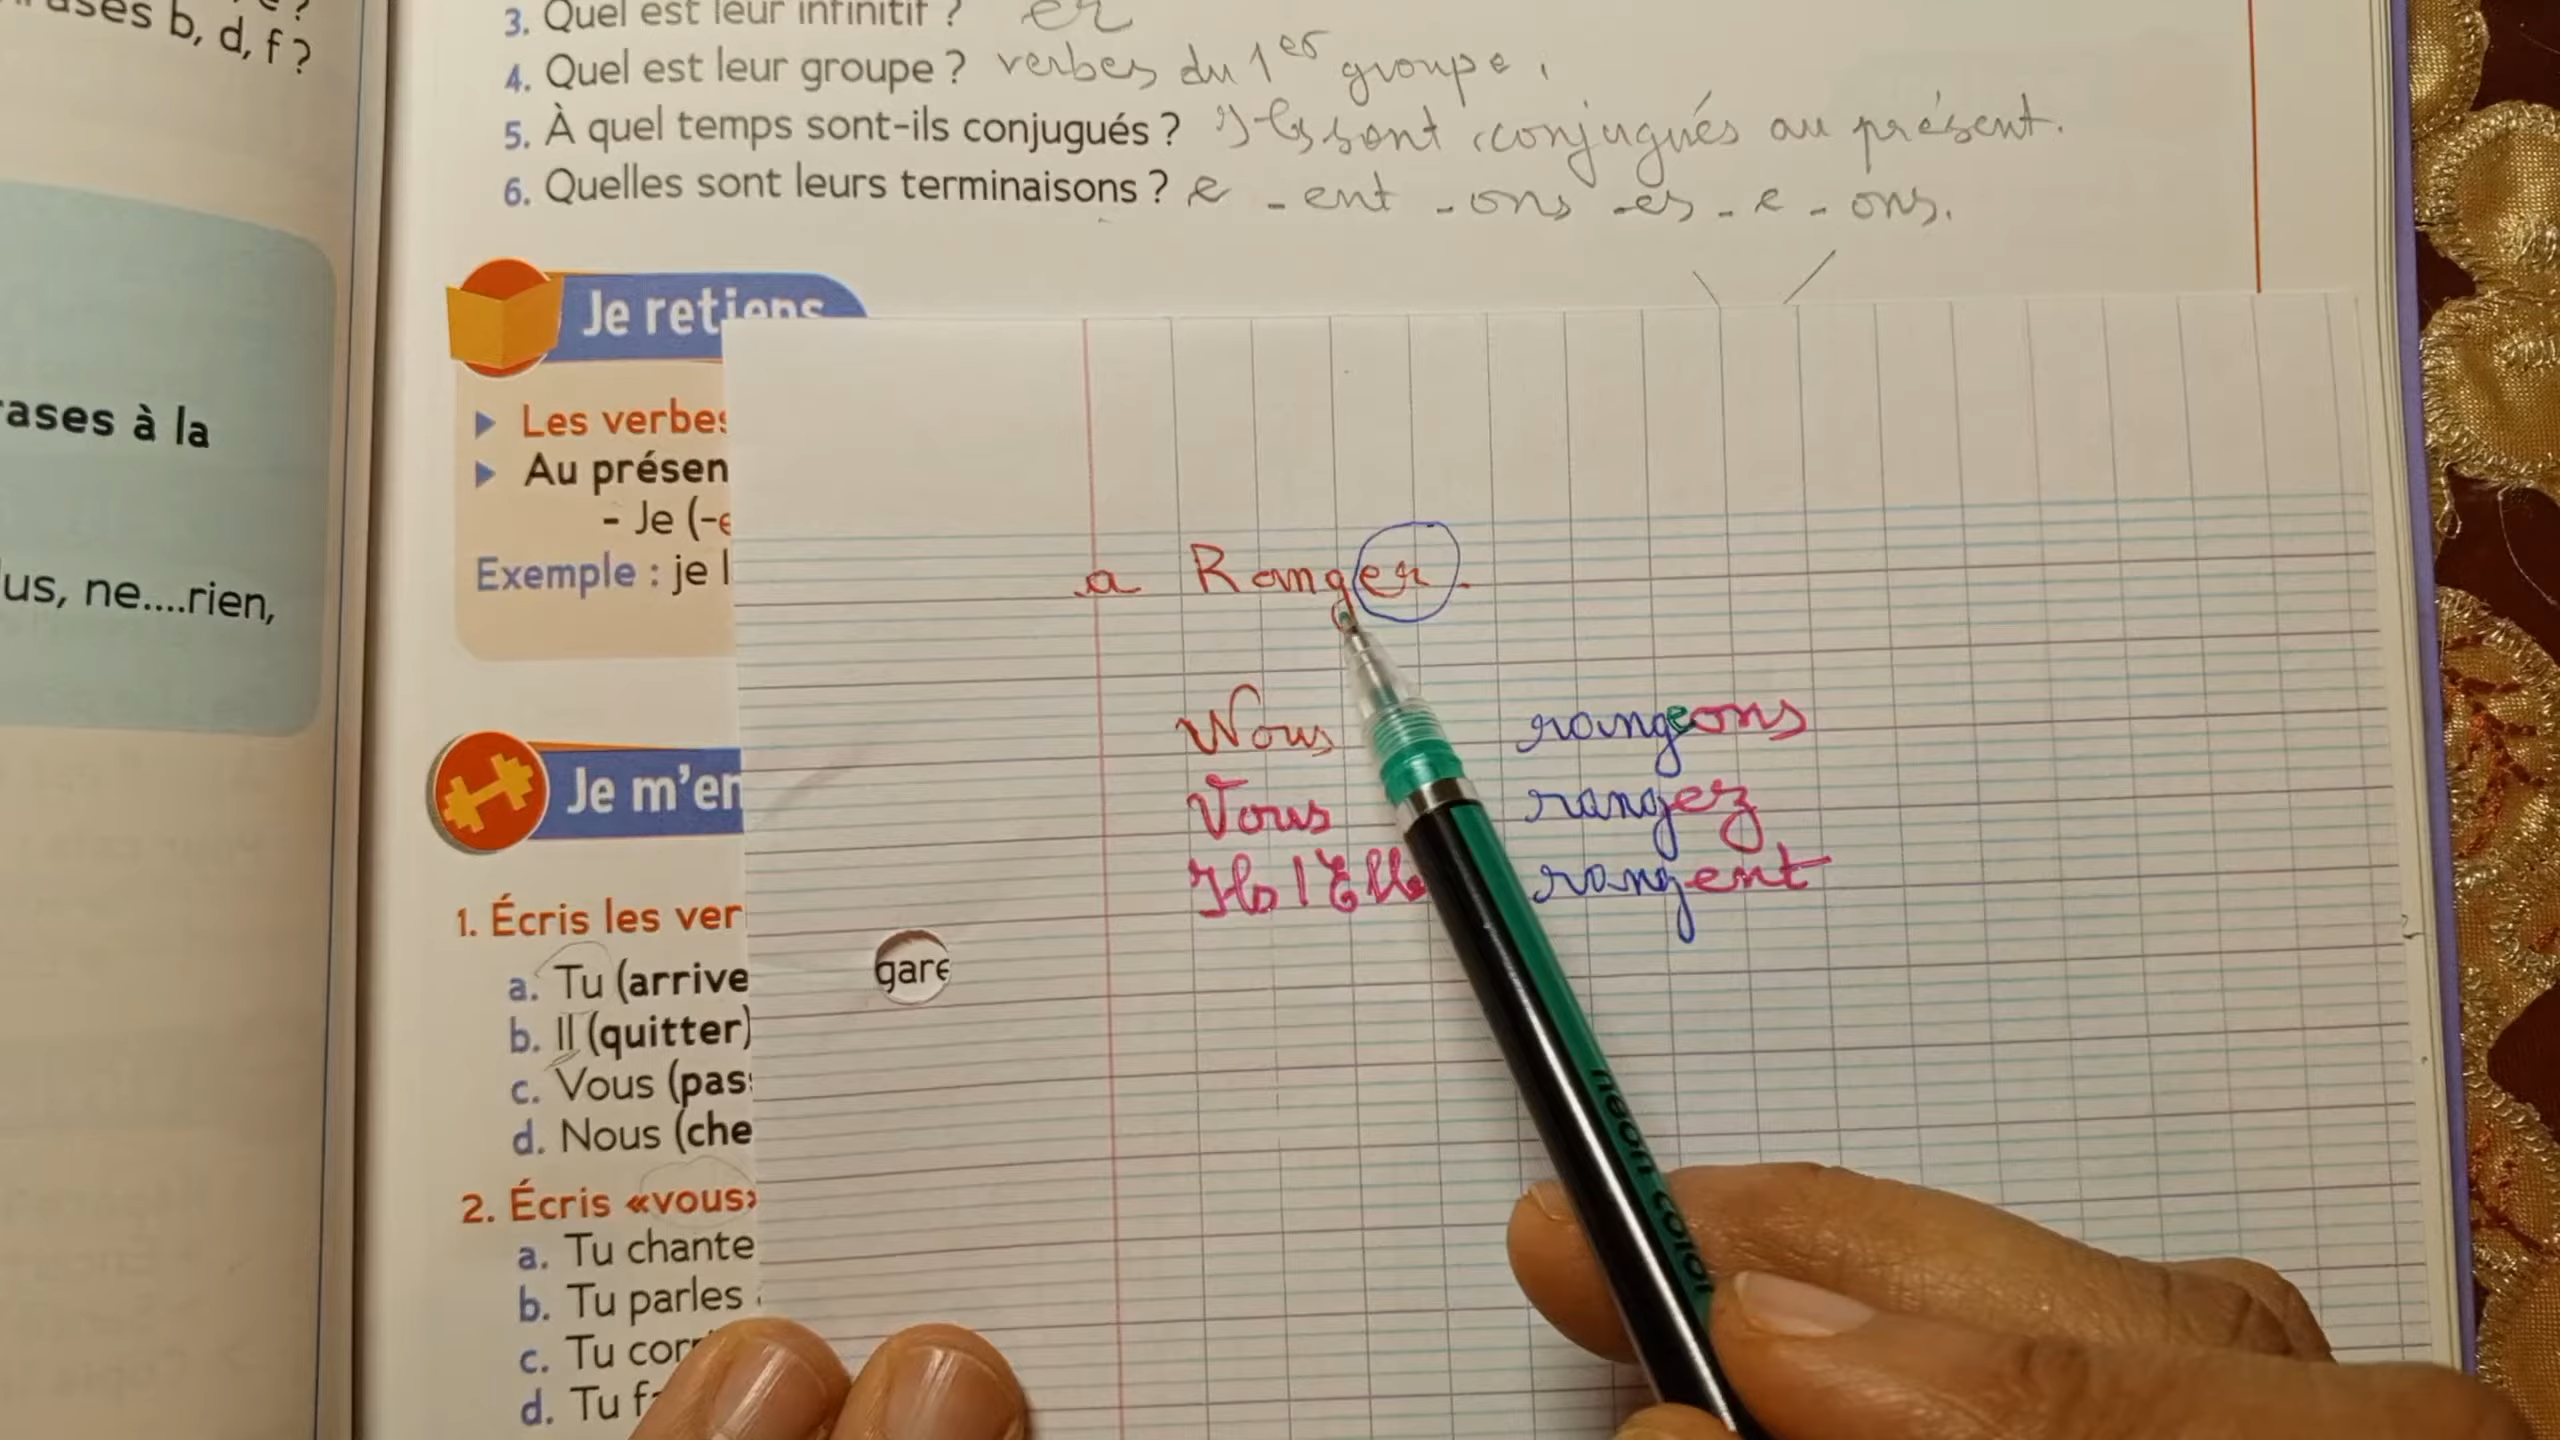 b, d, f ?
ases à la
us, ne....rien,
3. Quel est leur infinitif ? er
4. Quel est leur groupe ? verbes du 1er groupe.
5. À quel temps sont-ils conjugués ? Ils sont conjugués au présent.
6. Quelles sont leurs terminaisons ? e - ent - ons - es - e - ons.
Je retiens
Les verbes
Au présen
- Je (-e
Exemple : je l
a Ranger.
Nous rangeons
Vous rangez
Ils / Elle rangent
gare
Je m'en
1. Écris les ver
a. Tu (arrive
b. Il (quitter)
c. Vous (pas
d. Nous (che
2. Écris «vous»
a. Tu chante
b. Tu parles
c. Tu cor
d. Tu f
neon color